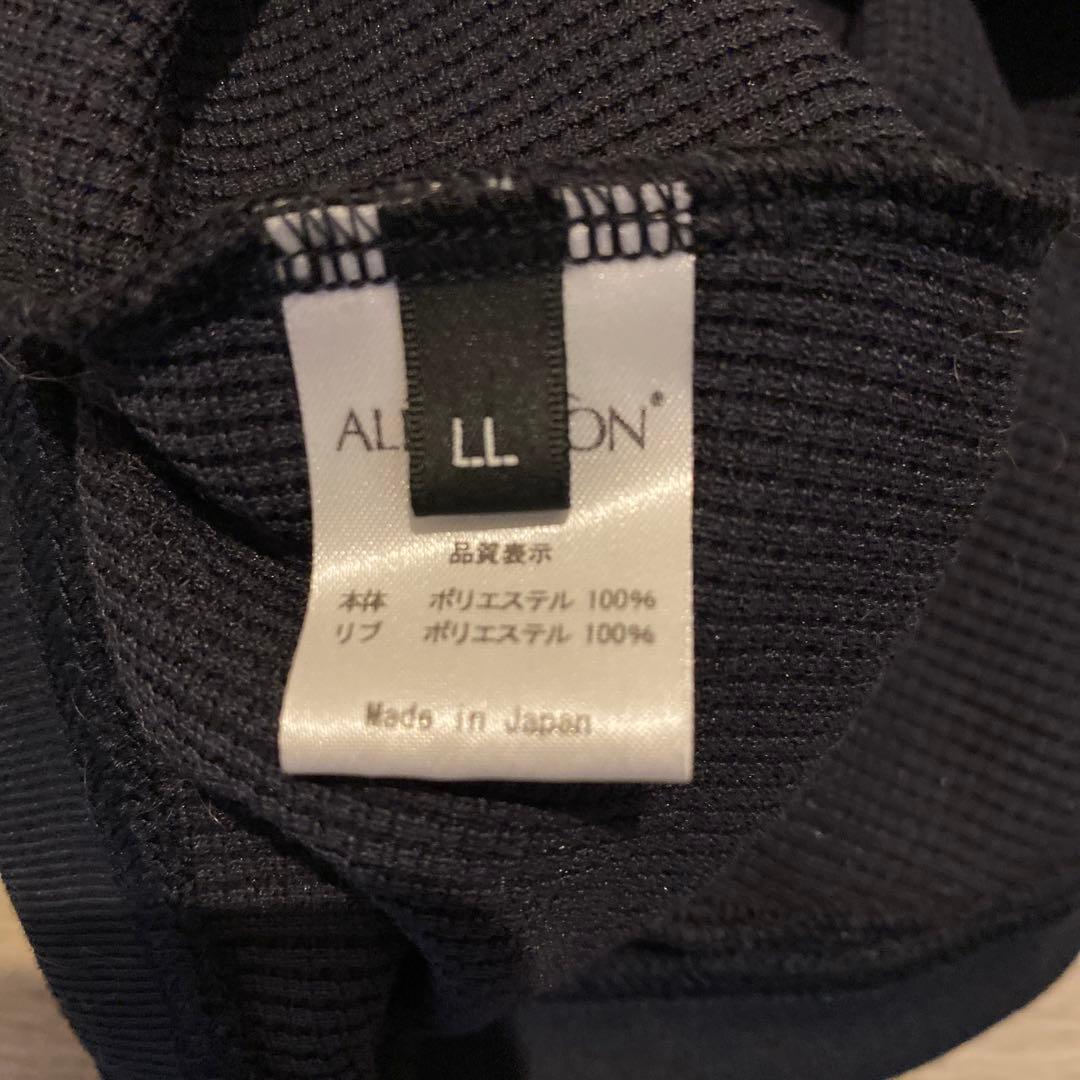 LL
品質表示
本体 ポリエステル 100%
リブ ポリエステル 100%
Made in Japan